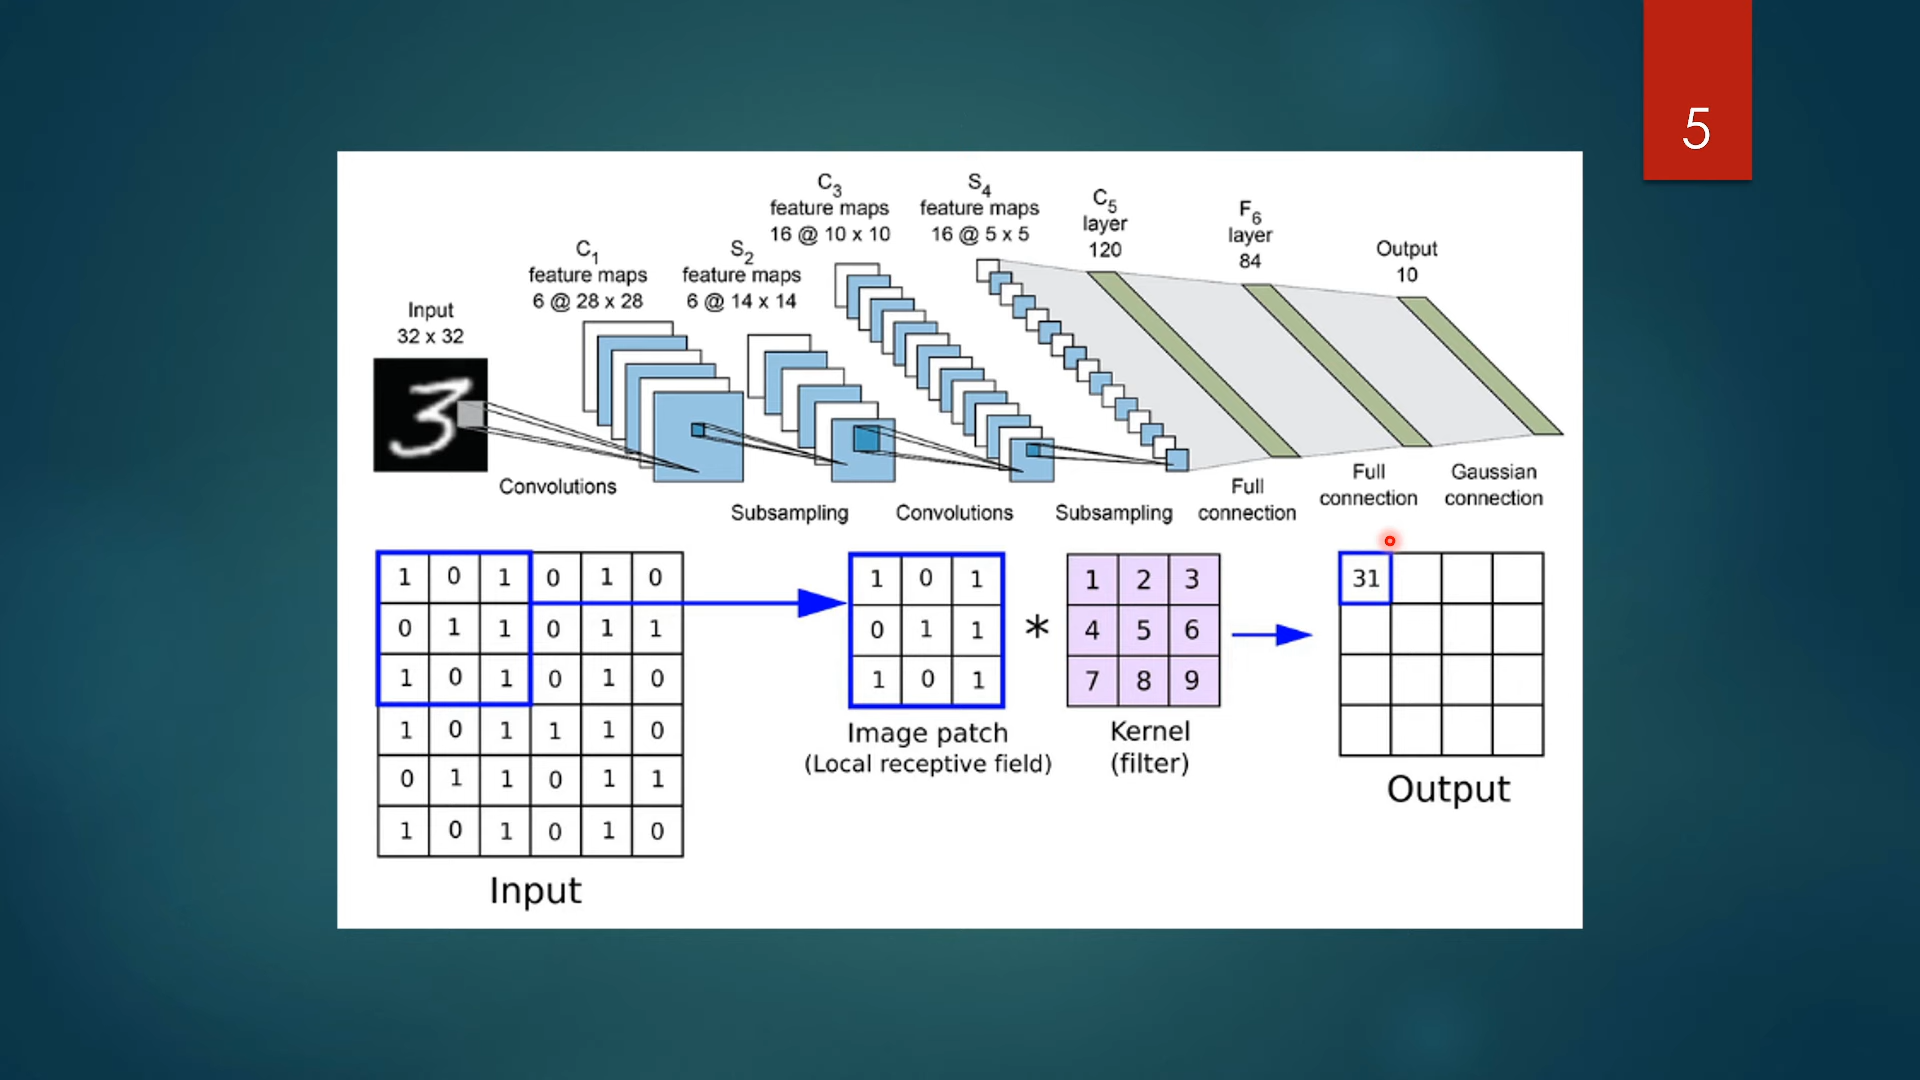 5
C3
feature maps
16 @ 10 x 10
S4
feature maps
16 @ 5 x 5
C5
layer
120
F6
layer
84
Output
10
C1
feature maps
6 @ 28 x 28
S2
feature maps
6 @ 14 x 14
Input
32 x 32
3
Convolutions
Subsampling
Convolutions
Subsampling
Full
connection
Full
connection
Gaussian
connection
1 0 1 0 1 0
0 1 1 0 1 1
1 0 1 0 1 0
1 0 1 1 1 0
0 1 1 0 1 1
1 0 1 0 1 0
Input
1 0 1
0 1 1
1 0 1
Image patch
(Local receptive field)
*
1 2 3
4 5 6
7 8 9
Kernel
(filter)
31
Output